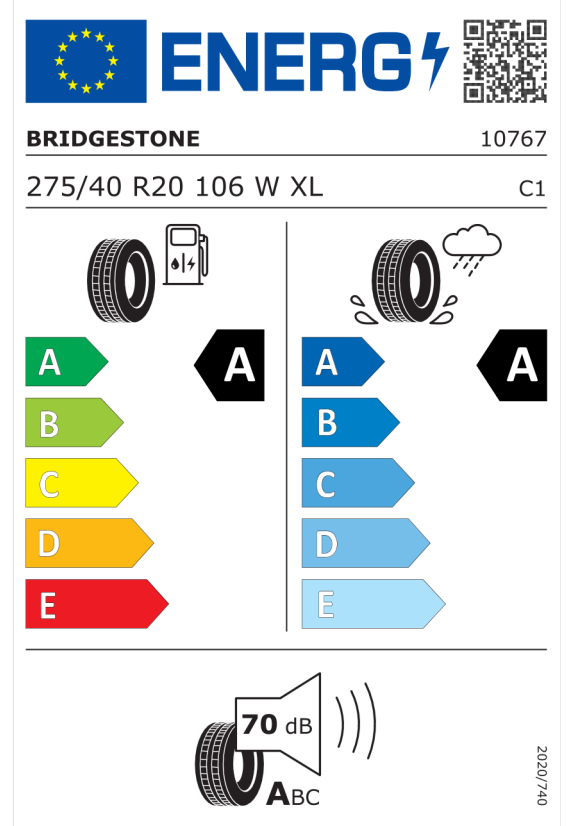 ENERG
BRIDGESTONE 10767
275/40 R20 106 W XL C1
A A A A
B B
C C
D D
E E
70 dB
ABC
2020/740